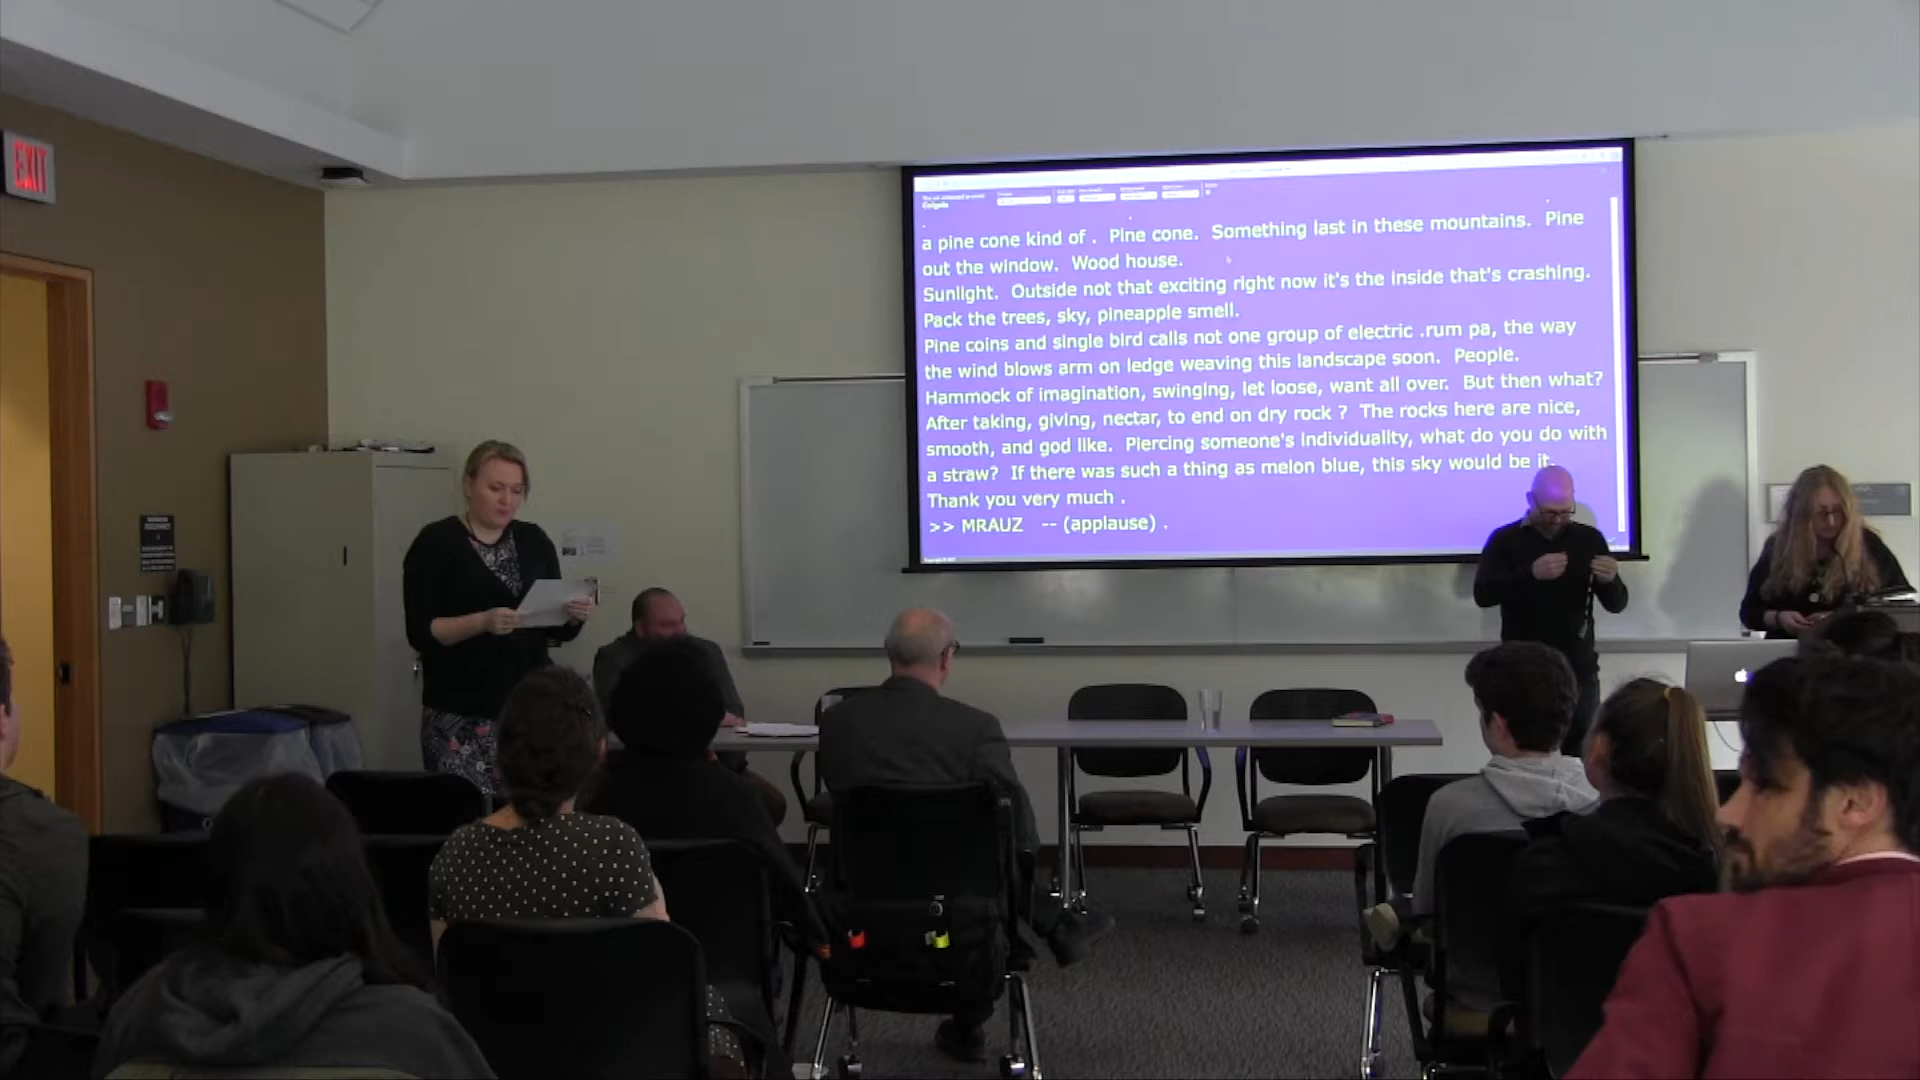 EXIT
a pine cone kind of . Pine cone. Something last in these mountains. Pine
out the window. Wood house.
Sunlight. Outside not that exciting right now it's the inside that's crashing.
Pack the trees, sky, pineapple smell.
Pine coins and single bird calls not one group of electric .rum pa, the way
the wind blows arm on ledge weaving this landscape soon. People.
Hammock of imagination, swinging, let loose, want all over. But then what?
After taking, giving, nectar, to end on dry rock ? The rocks here are nice,
smooth, and god like. Piercing someone's individuality, what do you do with
a straw? If there was such a thing as melon blue, this sky would be it.
Thank you very much .
>> MRAUZ -- (applause) .